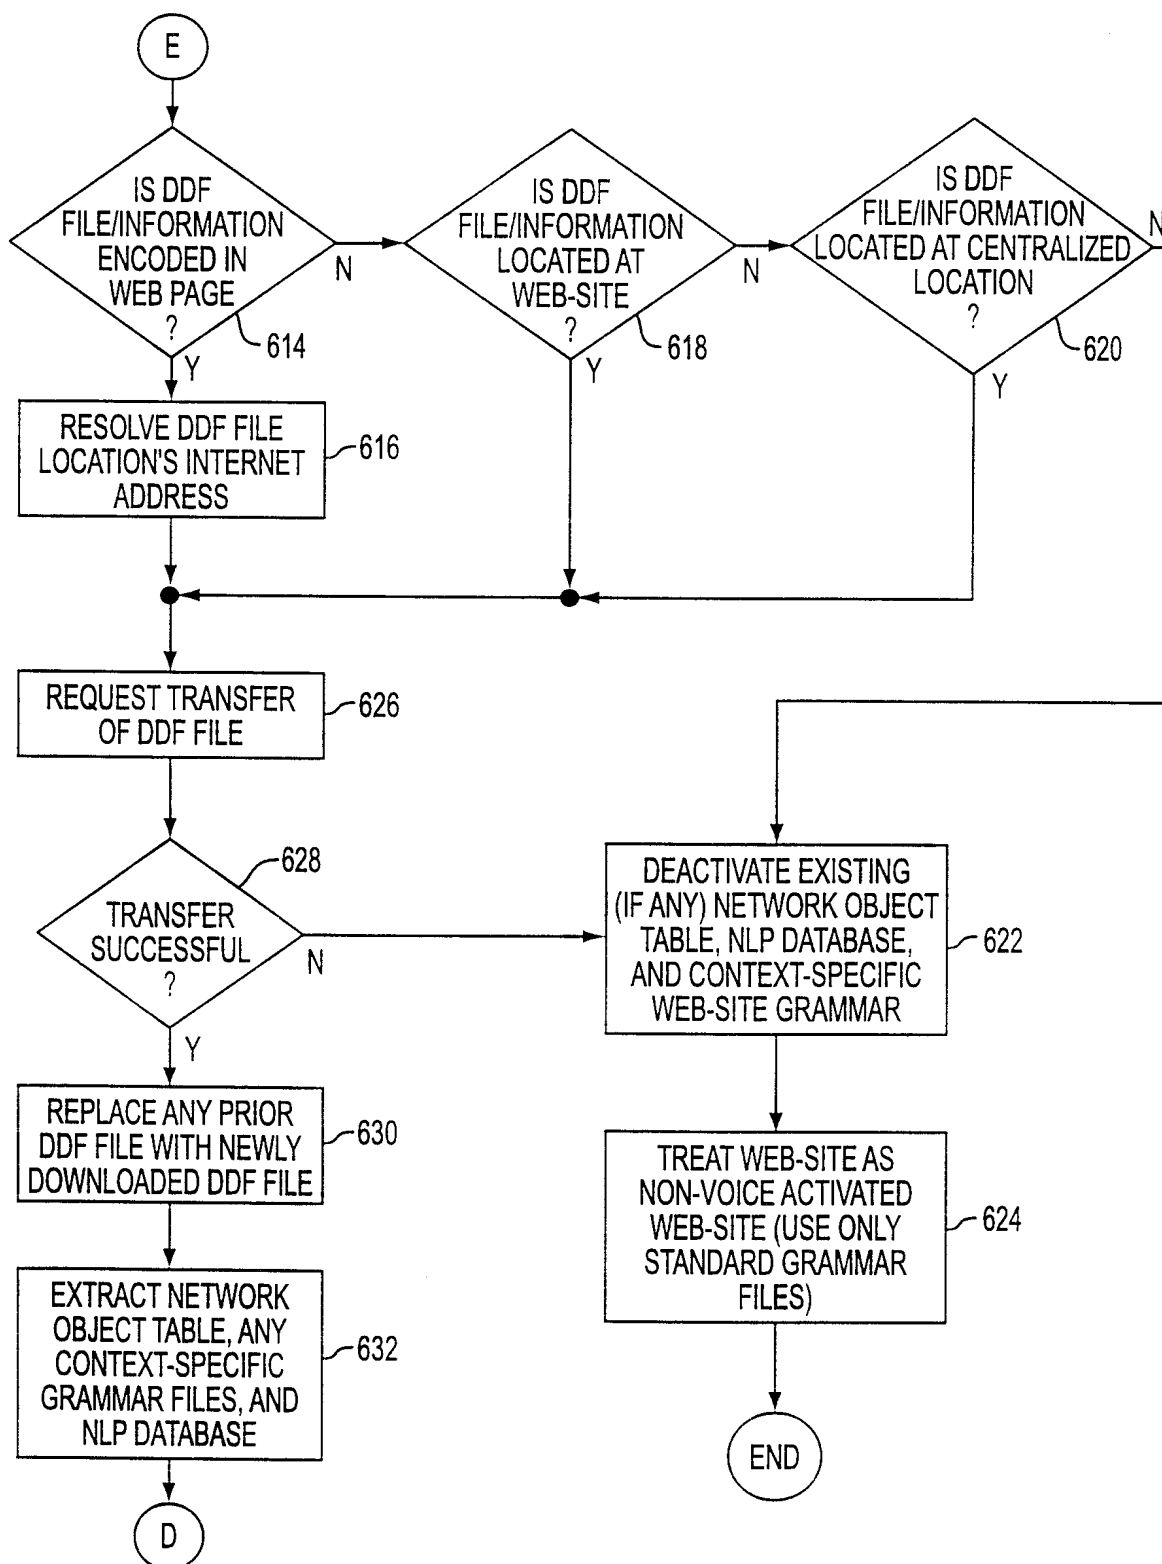 E
IS DDF
FILE/INFORMATION
ENCODED IN
WEB PAGE
?
614
N
Y
IS DDF
FILE/INFORMATION
LOCATED AT
WEB-SITE
?
618
N
Y
IS DDF
FILE/INFORMATION
LOCATED AT CENTRALIZED
LOCATION
?
620
N
Y
RESOLVE DDF FILE
LOCATION'S INTERNET
ADDRESS
616
REQUEST TRANSFER
OF DDF FILE
626
TRANSFER
SUCCESSFUL
?
628
N
Y
DEACTIVATE EXISTING
(IF ANY) NETWORK OBJECT
TABLE, NLP DATABASE,
AND CONTEXT-SPECIFIC
WEB-SITE GRAMMAR
622
REPLACE ANY PRIOR
DDF FILE WITH NEWLY
DOWNLOADED DDF FILE
630
TREAT WEB-SITE AS
NON-VOICE ACTIVATED
WEB-SITE (USE ONLY
STANDARD GRAMMAR
FILES)
624
EXTRACT NETWORK
OBJECT TABLE, ANY
CONTEXT-SPECIFIC
GRAMMAR FILES, AND
NLP DATABASE
632
END
D